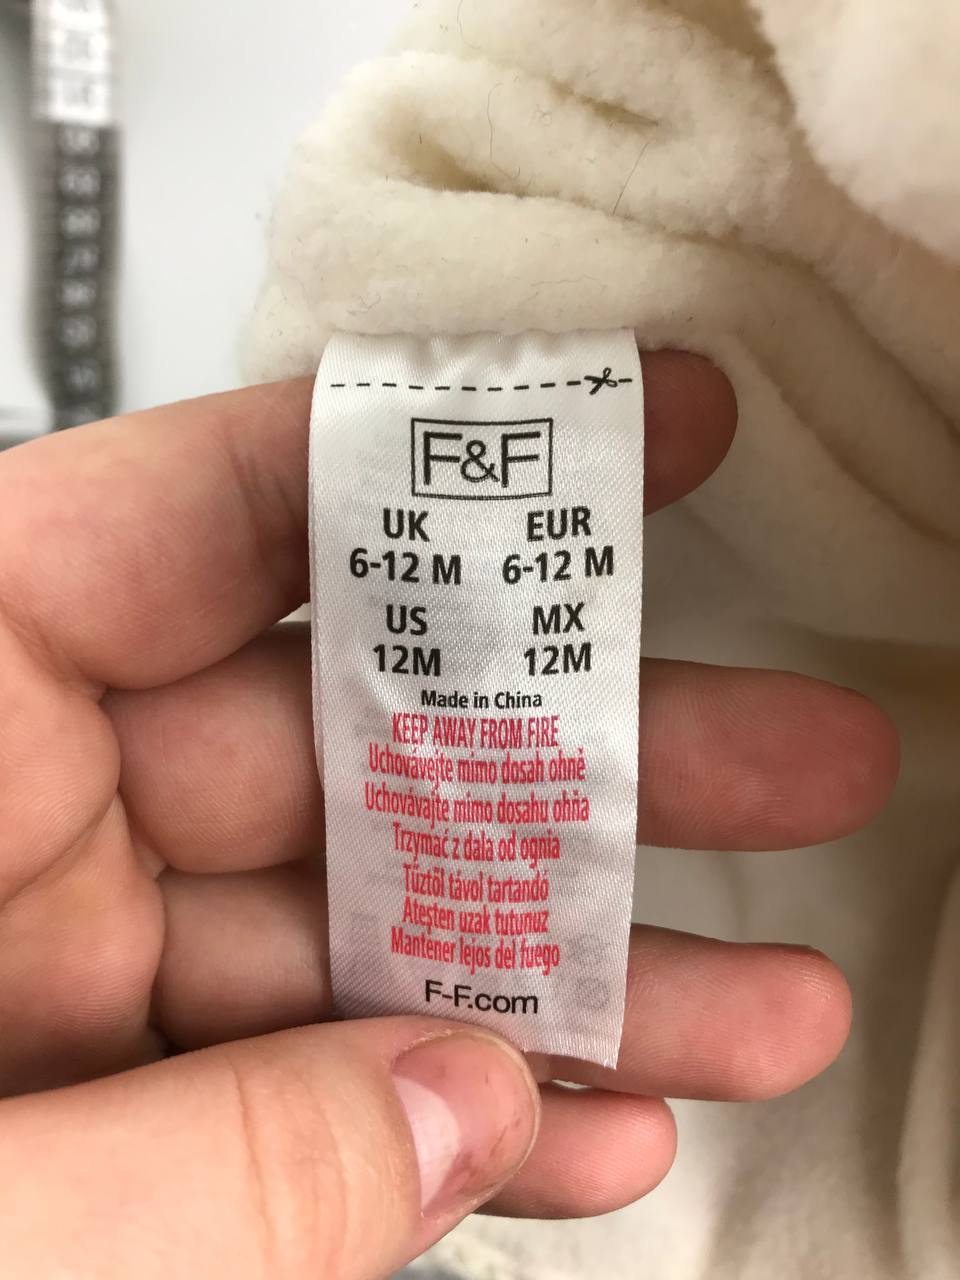 F&F
UK EUR
6-12 M 6-12 M
US MX
12M 12M
Made in China
KEEP AWAY FROM FIRE
Uchovávejte mimo dosah ohně
Uchovávajte mimo dosahu ohňa
Trzymać z dala od ognia
Tűztől távol tartandó
Ateşten uzak tutunuz
Mantener lejos del fuego
F-F.com